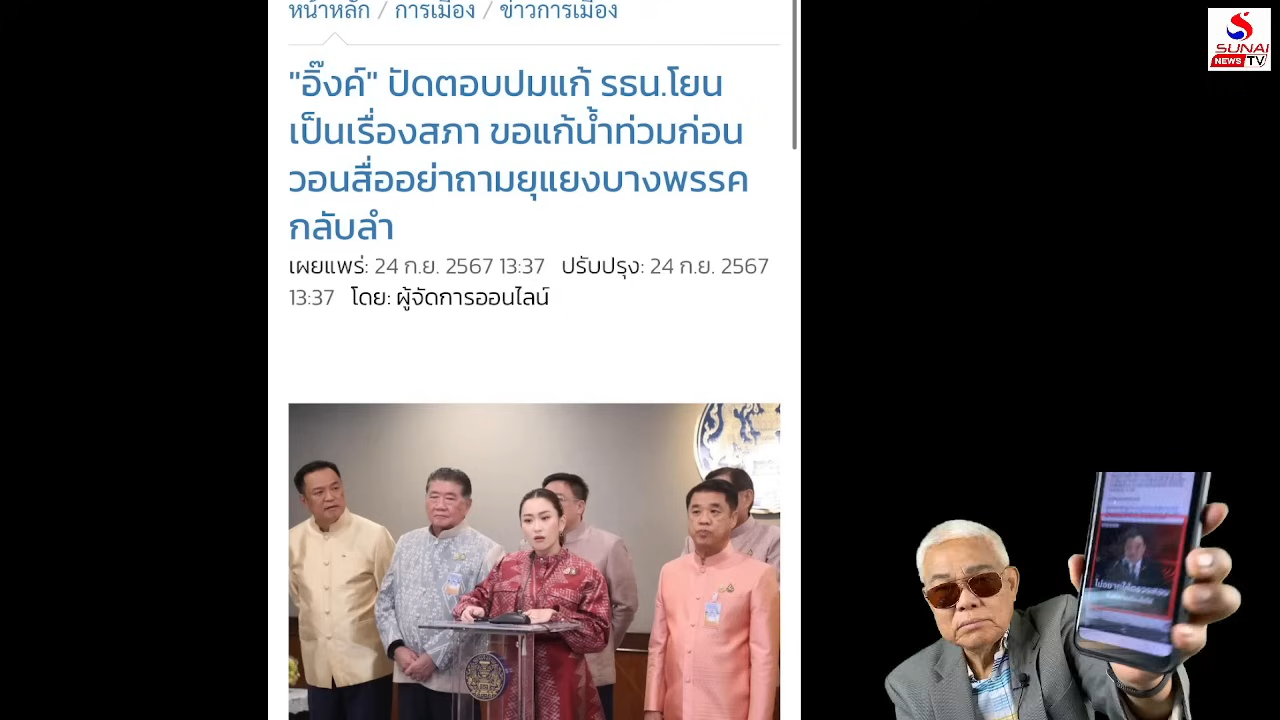 หน้าหลัก / การเมือง / ข่าวการเมือง
"อิ๊งค์" ปัดตอบปมแก้ รธน.โยน
เป็นเรื่องสภา ขอแก้น้ำท่วมก่อน
วอนสื่ออย่าถามยุแยงบางพรรค
กลับลำ
เผยแพร่: 24 ก.ย. 2567 13:37 ปรับปรุง: 24 ก.ย. 2567
13:37 โดย: ผู้จัดการออนไลน์
SUNAI
NEWS TV